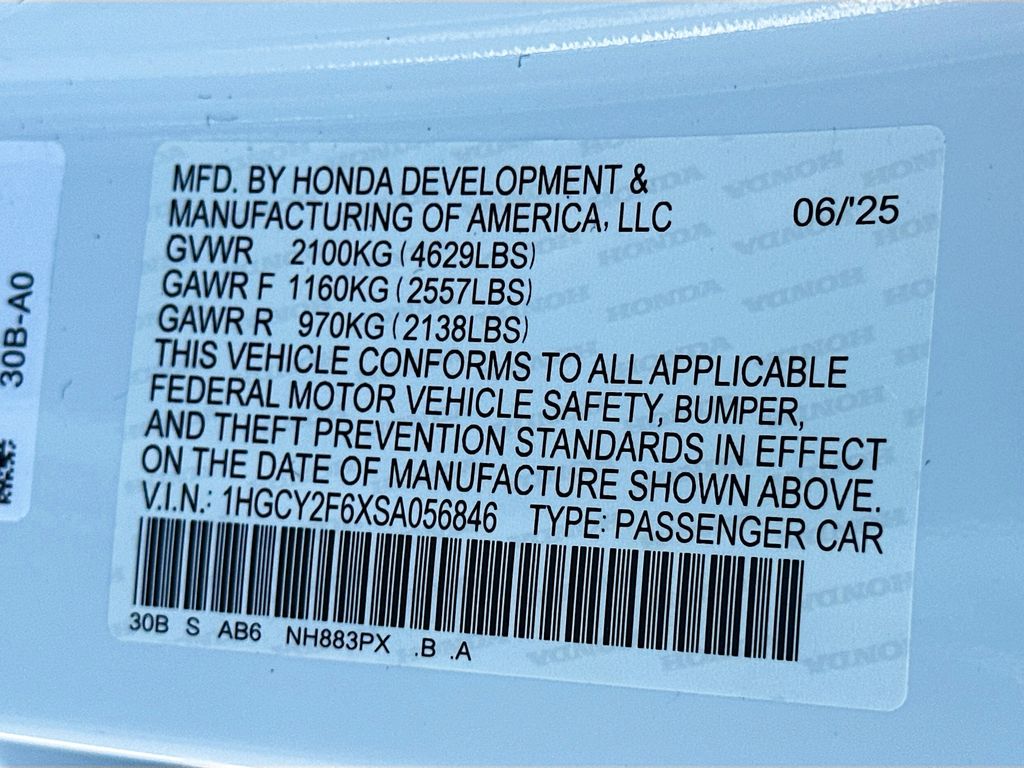 MFD. BY HONDA DEVELOPMENT &
MANUFACTURING OF AMERICA, LLC 06/'25
GVWR 2100KG (4629LBS)
GAWR F 1160KG (2557LBS)
GAWR R 970KG (2138LBS)
THIS VEHICLE CONFORMS TO ALL APPLICABLE
FEDERAL MOTOR VEHICLE SAFETY, BUMPER,
AND THEFT PREVENTION STANDARDS IN EFFECT
ON THE DATE OF MANUFACTURE SHOWN ABOVE.
V.I.N.: 1HGCY2F6XSA056846 TYPE: PASSENGER CAR
30B S AB6 NH883PX .B .A
30B-A0